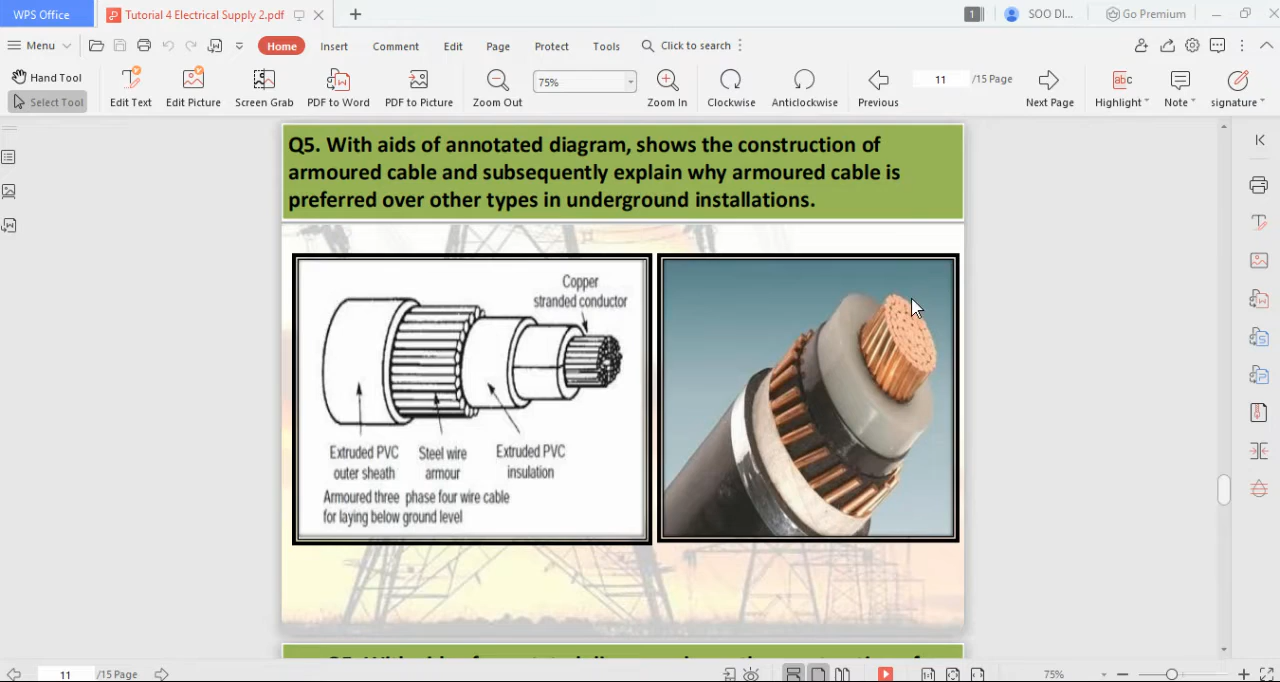 WPS Office
Tutorial 4 Electrical Supply 2.pdf
1
SOO DI...
Go Premium
Menu
Home
Insert
Comment
Edit
Page
Protect
Tools
Click to search
Hand Tool
Select Tool
Edit Text
Edit Picture
Screen Grab
PDF to Word
PDF to Picture
Zoom Out
75%
Zoom In
Clockwise
Anticlockwise
Previous
11 /15 Page
Next Page
Highlight
Note
signature
Q5. With aids of annotated diagram, shows the construction of
armoured cable and subsequently explain why armoured cable is
preferred over other types in underground installations.
Copper
stranded conductor
Extruded PVC
outer sheath
Steel wire
armour
Extruded PVC
insulation
Armoured three phase four wire cable
for laying below ground level
11 /15 Page
75%